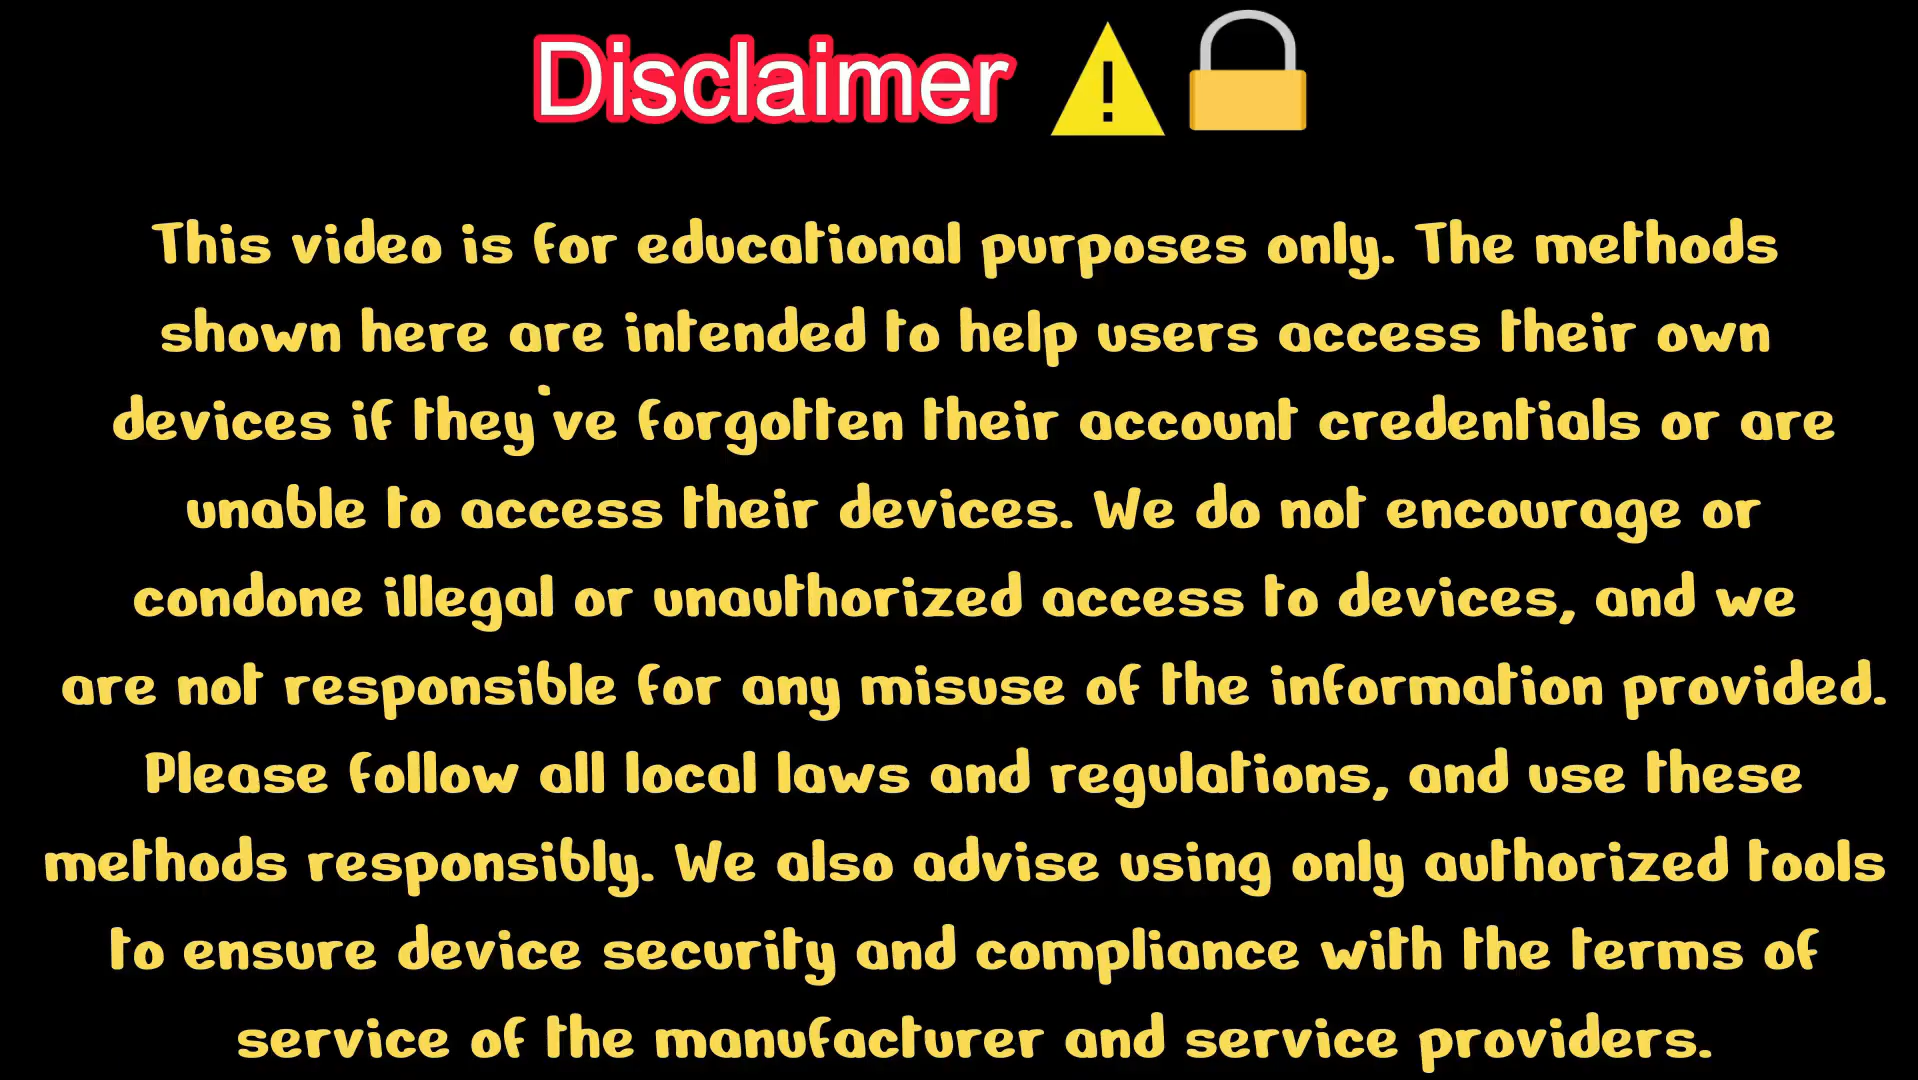 Disclaimer ⚠🔒
This video is for educational purposes only. The methods
shown here are intended to help users access their own
devices if they've forgotten their account credentials or are
unable to access their devices. We do not encourage or
condone illegal or unauthorized access to devices, and we
are not responsible for any misuse of the information provided.
Please follow all local laws and regulations, and use these
methods responsibly. We also advise using only authorized tools
to ensure device security and compliance with the terms of
service of the manufacturer and service providers.